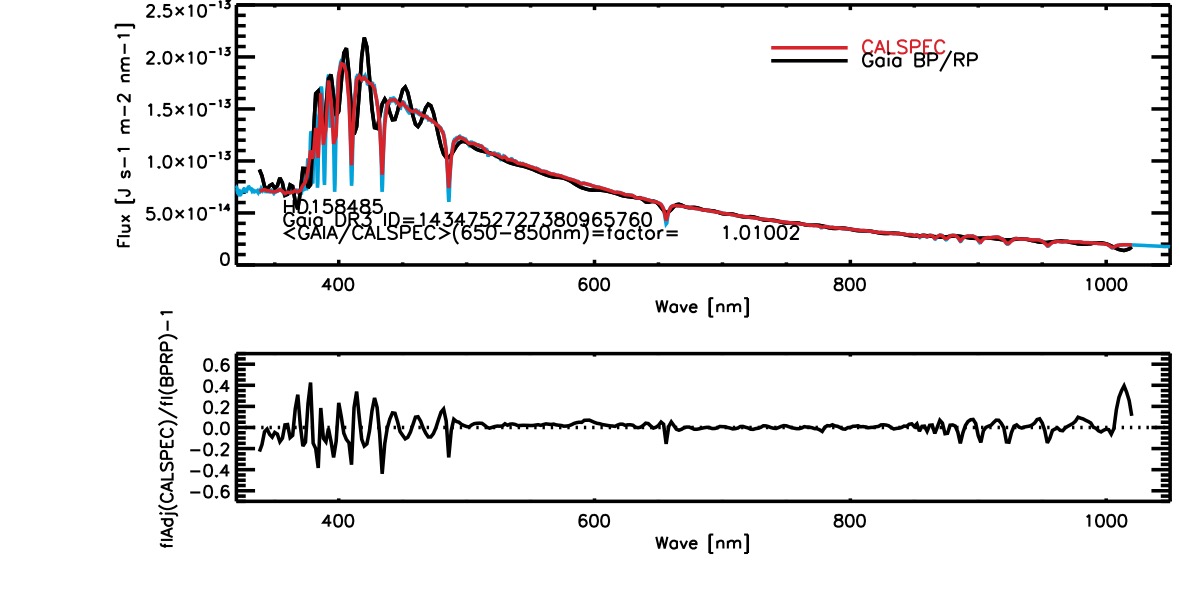 2.5×10−13
2.0×10−13
1.5×10−13
1.0×10−13
5.0×10−14
0
Flux [J s−1 m−2 nm−1]
CALSPEC
Gaia BP/RP
HD158485
Gaia DR3 ID=1434752727380965760
<GAIA/CALSPEC>(650−850nm)=factor= 1.01002
400 600 800 1000
Wave [nm]
0.6
0.4
0.2
0.0
−0.2
−0.4
−0.6
flAdj(CALSPEC)/fl(BPRP)−1
400 600 800 1000
Wave [nm]